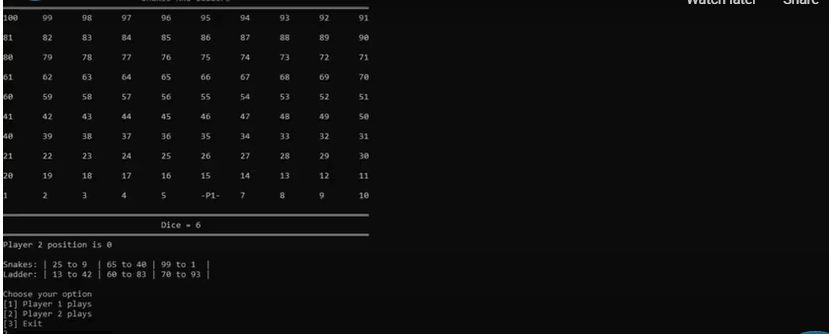 Watch later Share
100 99 98 97 96 95 94 93 92 91
81 82 83 84 85 86 87 88 89 90
80 79 78 77 76 75 74 73 72 71
61 62 63 64 65 66 67 68 69 70
60 59 58 57 56 55 54 53 52 51
41 42 43 44 45 46 47 48 49 50
40 39 38 37 36 35 34 33 32 31
21 22 23 24 25 26 27 28 29 30
20 19 18 17 16 15 14 13 12 11
1 2 3 4 5 -P1- 7 8 9 10
Dice = 6
Player 2 position is 0
Snakes: | 25 to 9 | 65 to 40 | 99 to 1 |
Ladder: | 13 to 42 | 60 to 83 | 70 to 93 |
Choose your option
[1] Player 1 plays
[2] Player 2 plays
[3] Exit